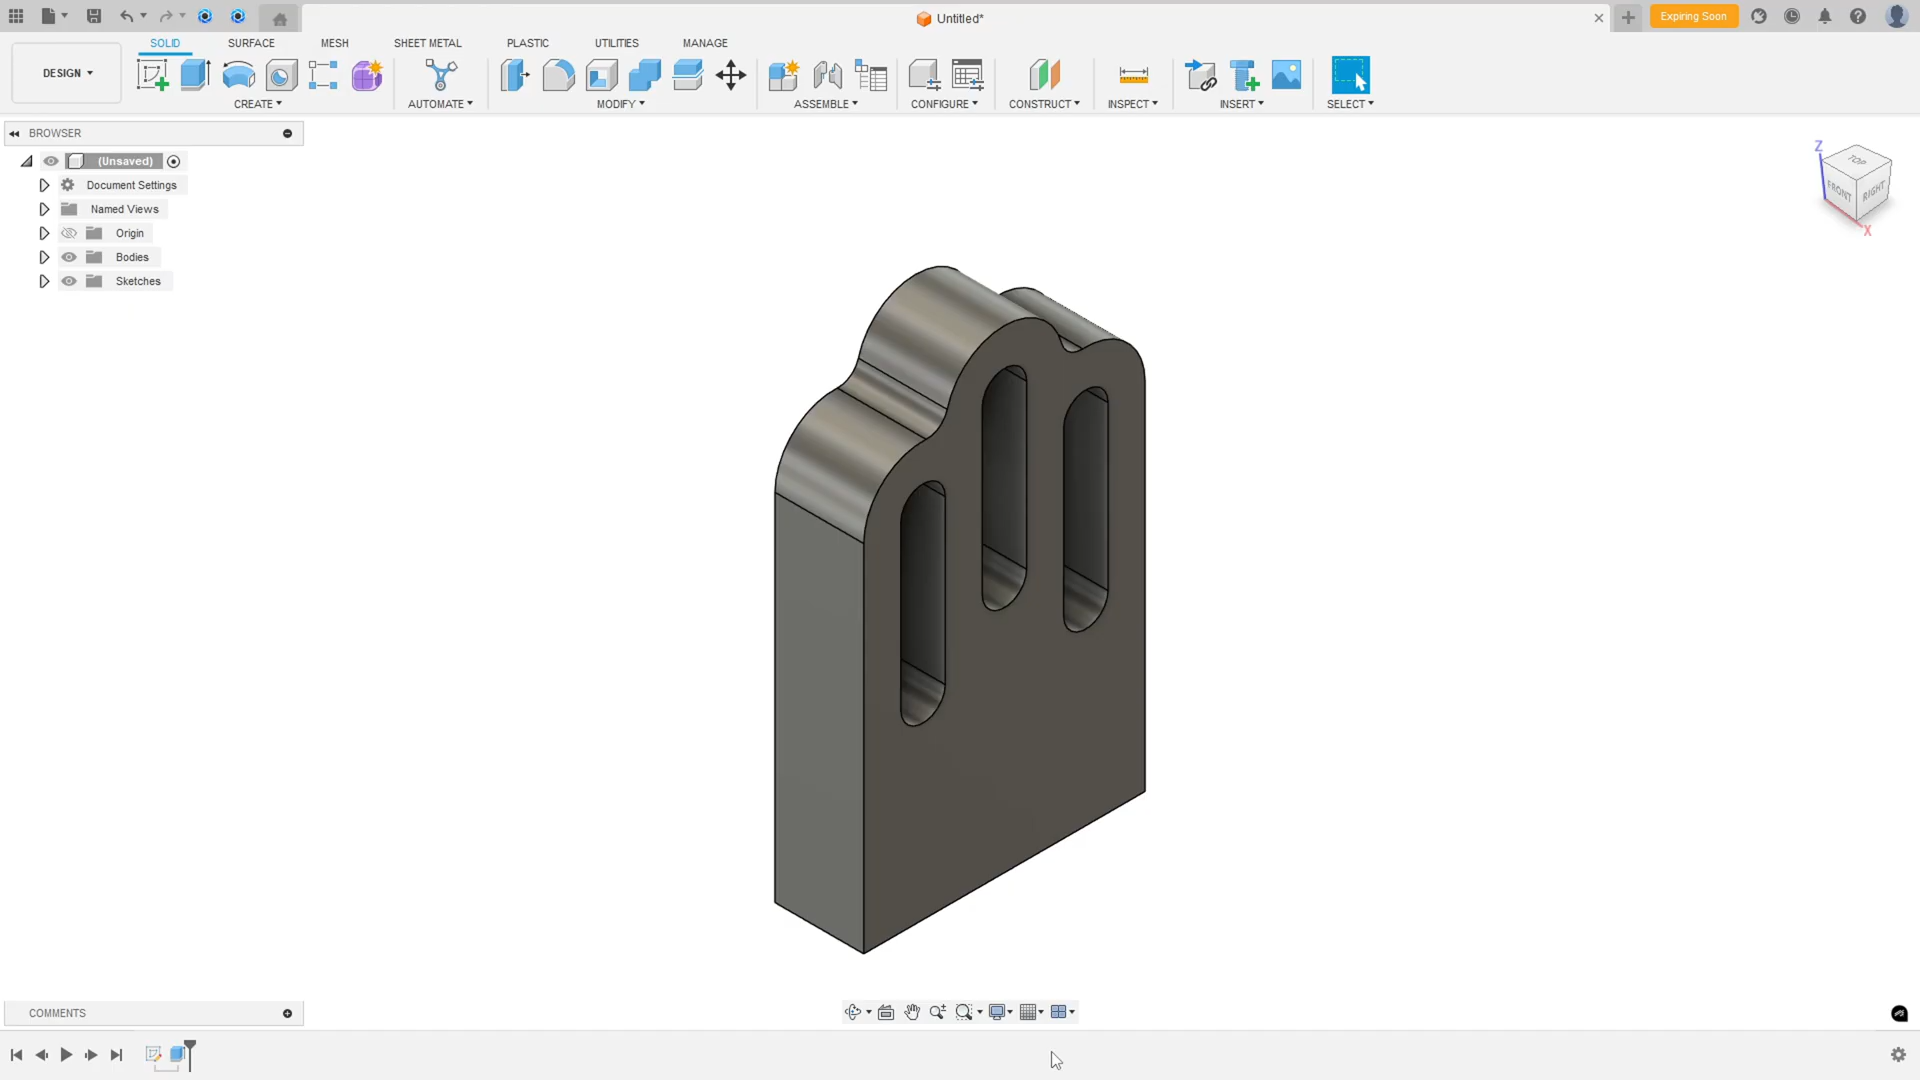 Untitled*
Expiring Soon
SOLID
SURFACE
MESH
SHEET METAL
PLASTIC
UTILITIES
MANAGE
DESIGN
CREATE
AUTOMATE
MODIFY
ASSEMBLE
CONFIGURE
CONSTRUCT
INSPECT
INSERT
SELECT
BROWSER
(Unsaved)
Document Settings
Named Views
Origin
Bodies
Sketches
Z
TOP
FRONT
RIGHT
X
COMMENTS